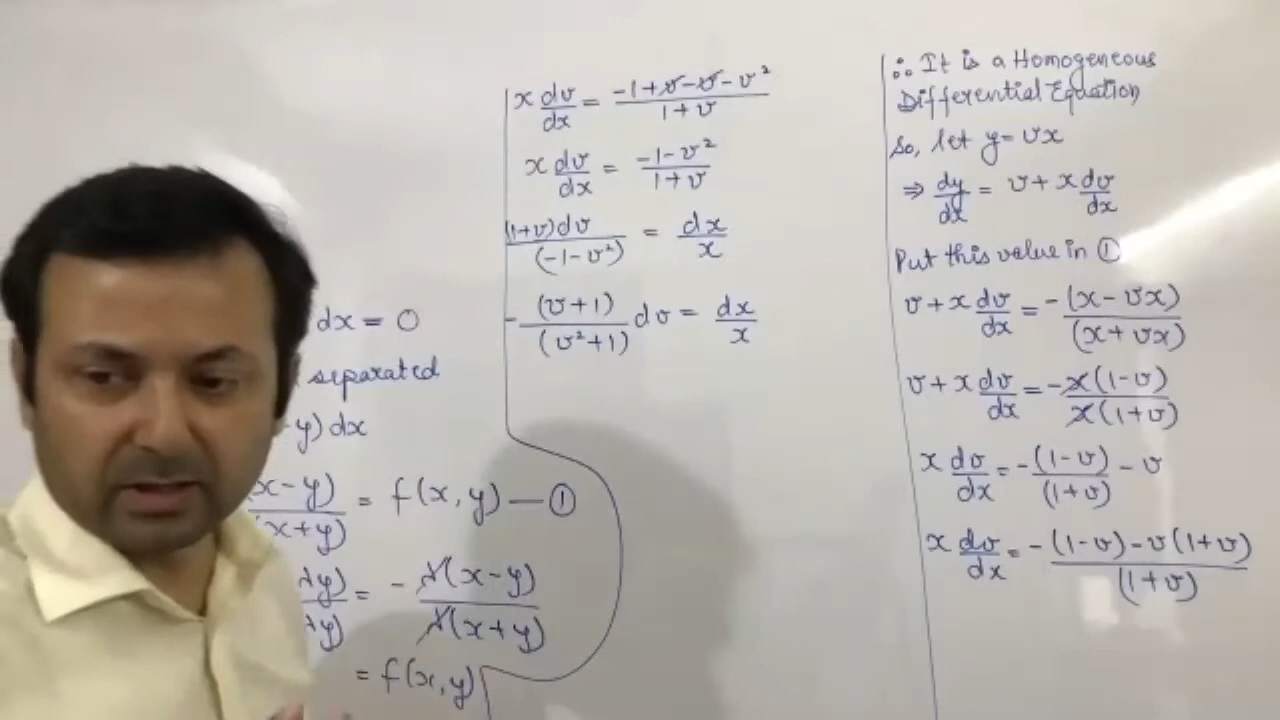 dx = 0
separated
y) dx
(x-y)/(x+y) = f(x, y) — ①
λy)/λy) = - λ(x-y)/λ(x+y)
= f(x, y)
x dv/dx = (-1+v-v-v²)/(1+v)
x dv/dx = (-1-v²)/(1+v)
(1+v)dv/(-1-v²) = dx/x
-(v+1)/(v²+1) dv = dx/x
∴ It is a Homogeneous
Differential Equation
So, let y = vx
⇒ dy/dx = v + x dv/dx
Put this value in ①
v + x dv/dx = -(x-vx)/(x+vx)
v + x dv/dx = -x(1-v)/x(1+v)
x dv/dx = -(1-v)/(1+v) - v
x dv/dx = (-(1-v)-v(1+v))/(1+v)